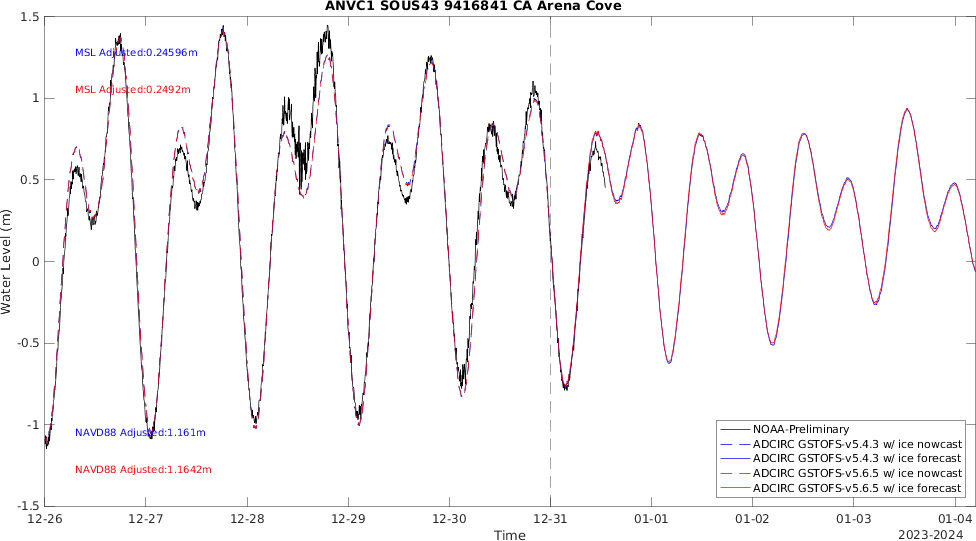 ANVC1 SOUS43 9416841 CA Arena Cove
1.5
1
0.5
0
-0.5
-1
-1.5
Water Level (m)
MSL Adjusted:0.24596m
MSL Adjusted:0.2492m
NAVD88 Adjusted:1.161m
NAVD88 Adjusted:1.1642m
NOAA-Preliminary
ADCIRC GSTOFS-v5.4.3 w/ ice nowcast
ADCIRC GSTOFS-v5.4.3 w/ ice forecast
ADCIRC GSTOFS-v5.6.5 w/ ice nowcast
ADCIRC GSTOFS-v5.6.5 w/ ice forecast
12-26 12-27 12-28 12-29 12-30 12-31 01-01 01-02 01-03 01-04
Time
2023-2024